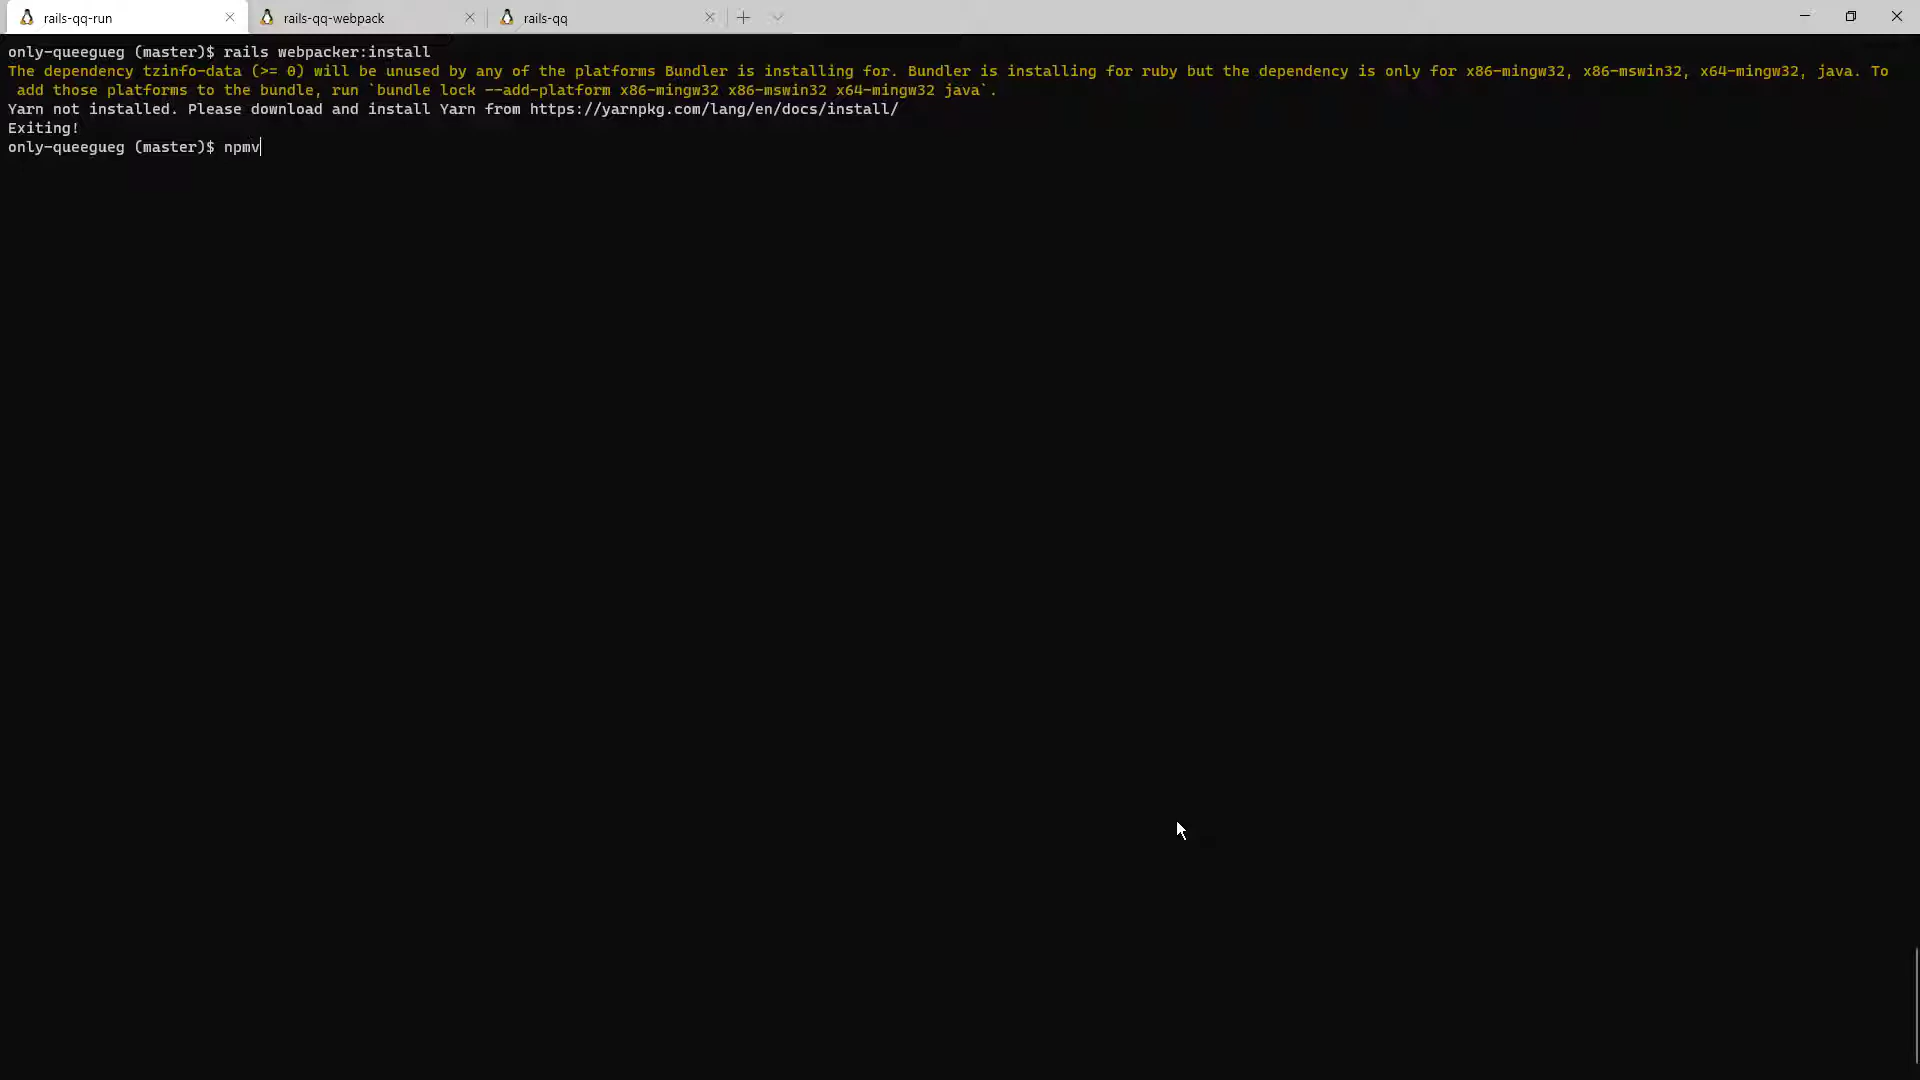 rails-qq-run
rails-qq-webpack
rails-qq
only-queegueg (master)$ rails webpacker:install
The dependency tzinfo-data (>= 0) will be unused by any of the platforms Bundler is installing for. Bundler is installing for ruby but the dependency is only for x86-mingw32, x86-mswin32, x64-mingw32, java. To
add those platforms to the bundle, run `bundle lock --add-platform x86-mingw32 x86-mswin32 x64-mingw32 java`.
Yarn not installed. Please download and install Yarn from https://yarnpkg.com/lang/en/docs/install/
Exiting!
only-queegueg (master)$ npmv